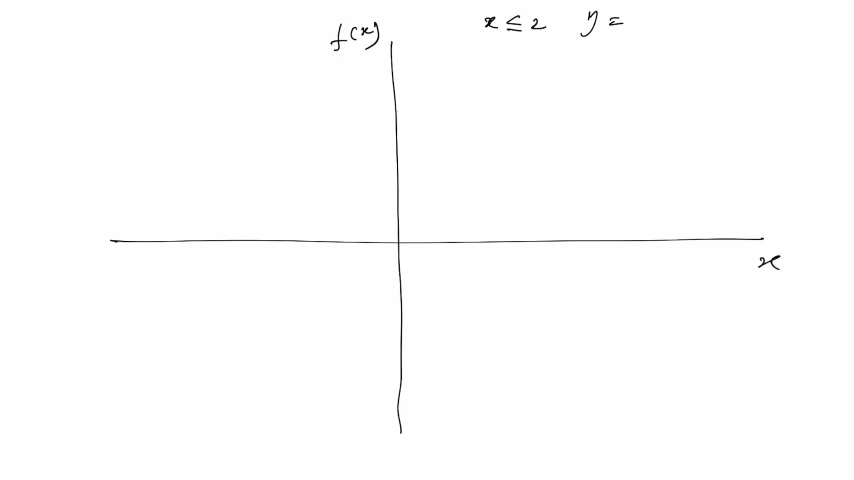 x ≤ 2 y =
f(x)
x